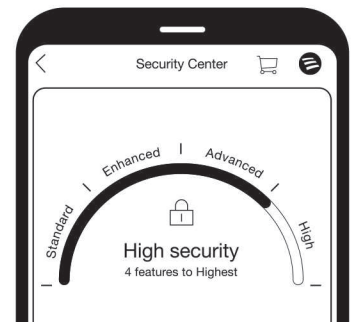 Security Center
Standard
Enhanced
Advanced
High
High security
4 features to Highest